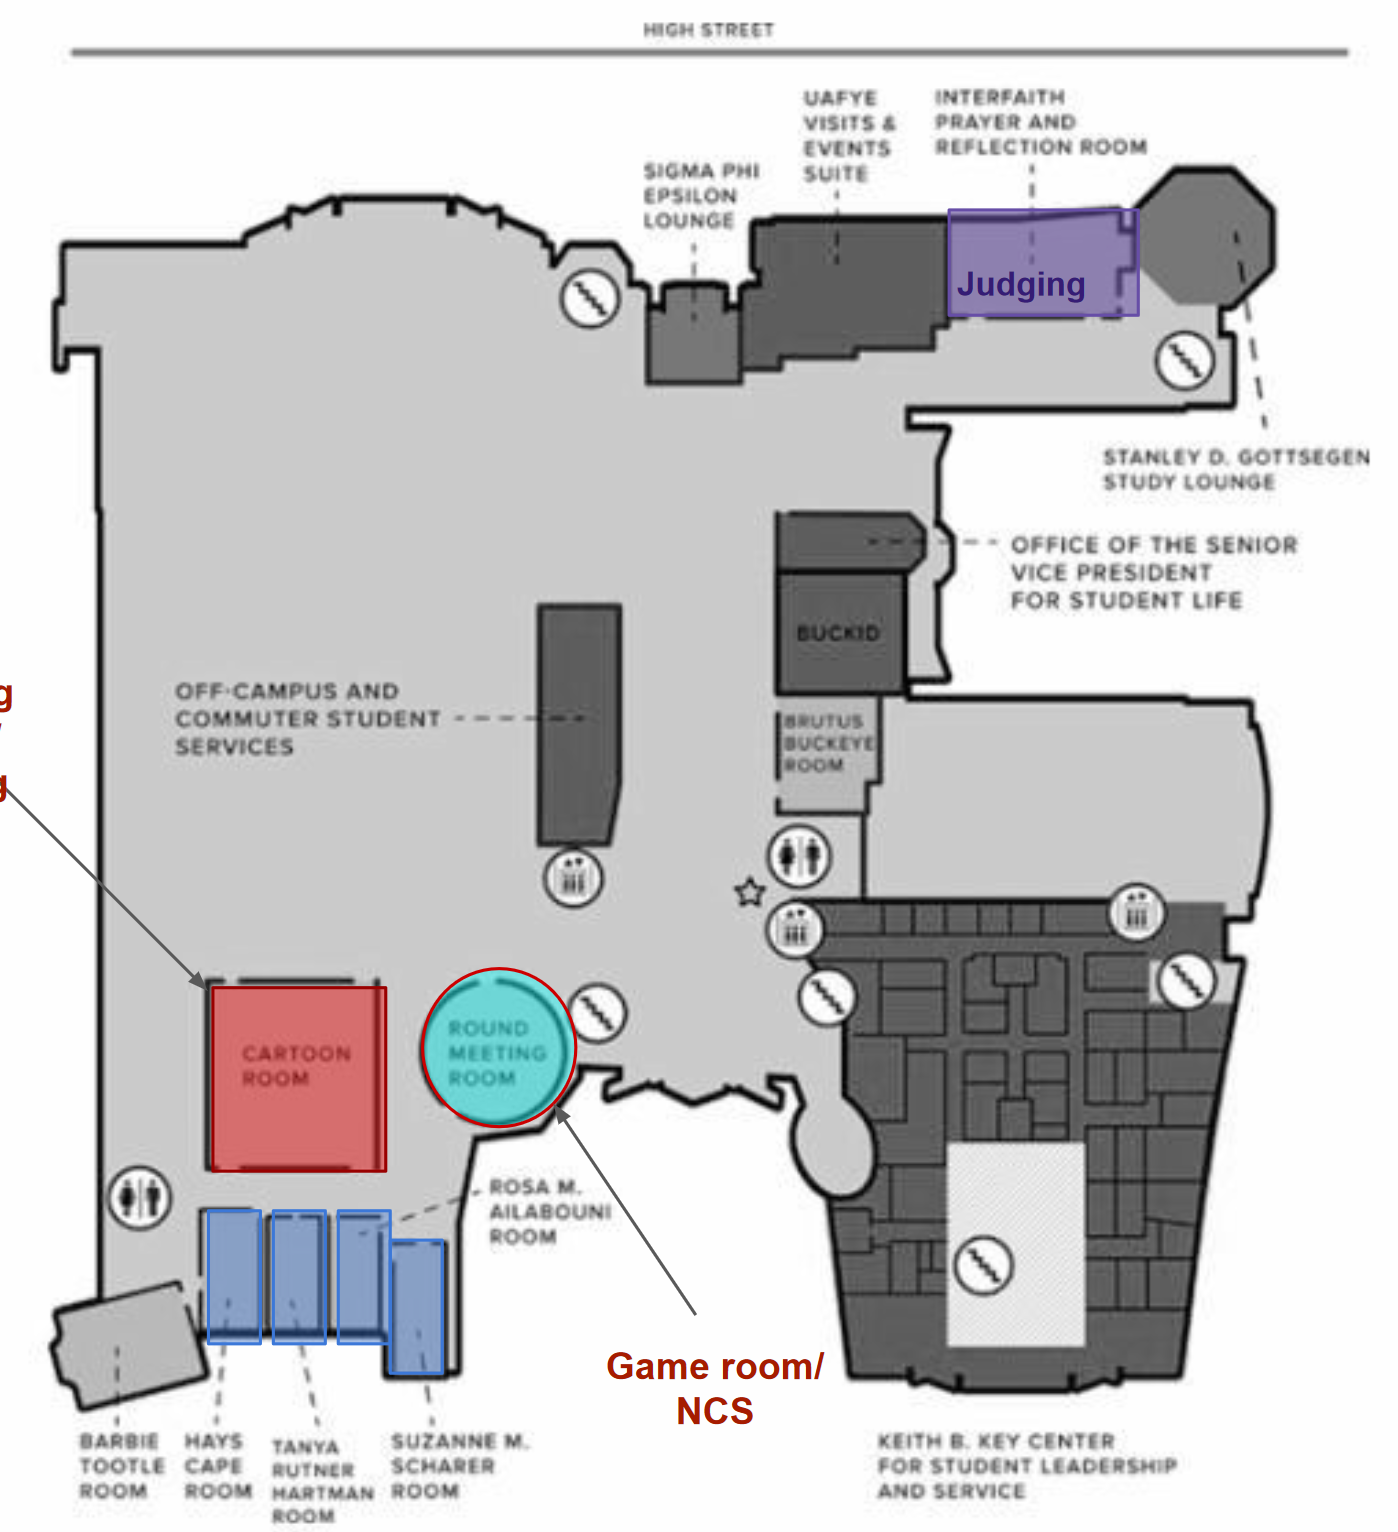 HIGH STREET
UAFYE
VISITS &
EVENTS
SUITE
INTERFAITH
PRAYER AND
REFLECTION ROOM
SIGMA PHI
EPSILON
LOUNGE
Judging
STANLEY D. GOTTSEGEN
STUDY LOUNGE
OFFICE OF THE SENIOR
VICE PRESIDENT
FOR STUDENT LIFE
BUCKID
OFF-CAMPUS AND
COMMUTER STUDENT
SERVICES
BRUTUS
BUCKEYE
ROOM
g
g
CARTOON
ROOM
ROUND
MEETING
ROOM
ROSA M.
AILABOUNI
ROOM
Game room/
NCS
BARBIE
TOOTLE
ROOM
HAYS
CAPE
ROOM
TANYA
RUTNER
HARTMAN
ROOM
SUZANNE M.
SCHARER
ROOM
KEITH B. KEY CENTER
FOR STUDENT LEADERSHIP
AND SERVICE